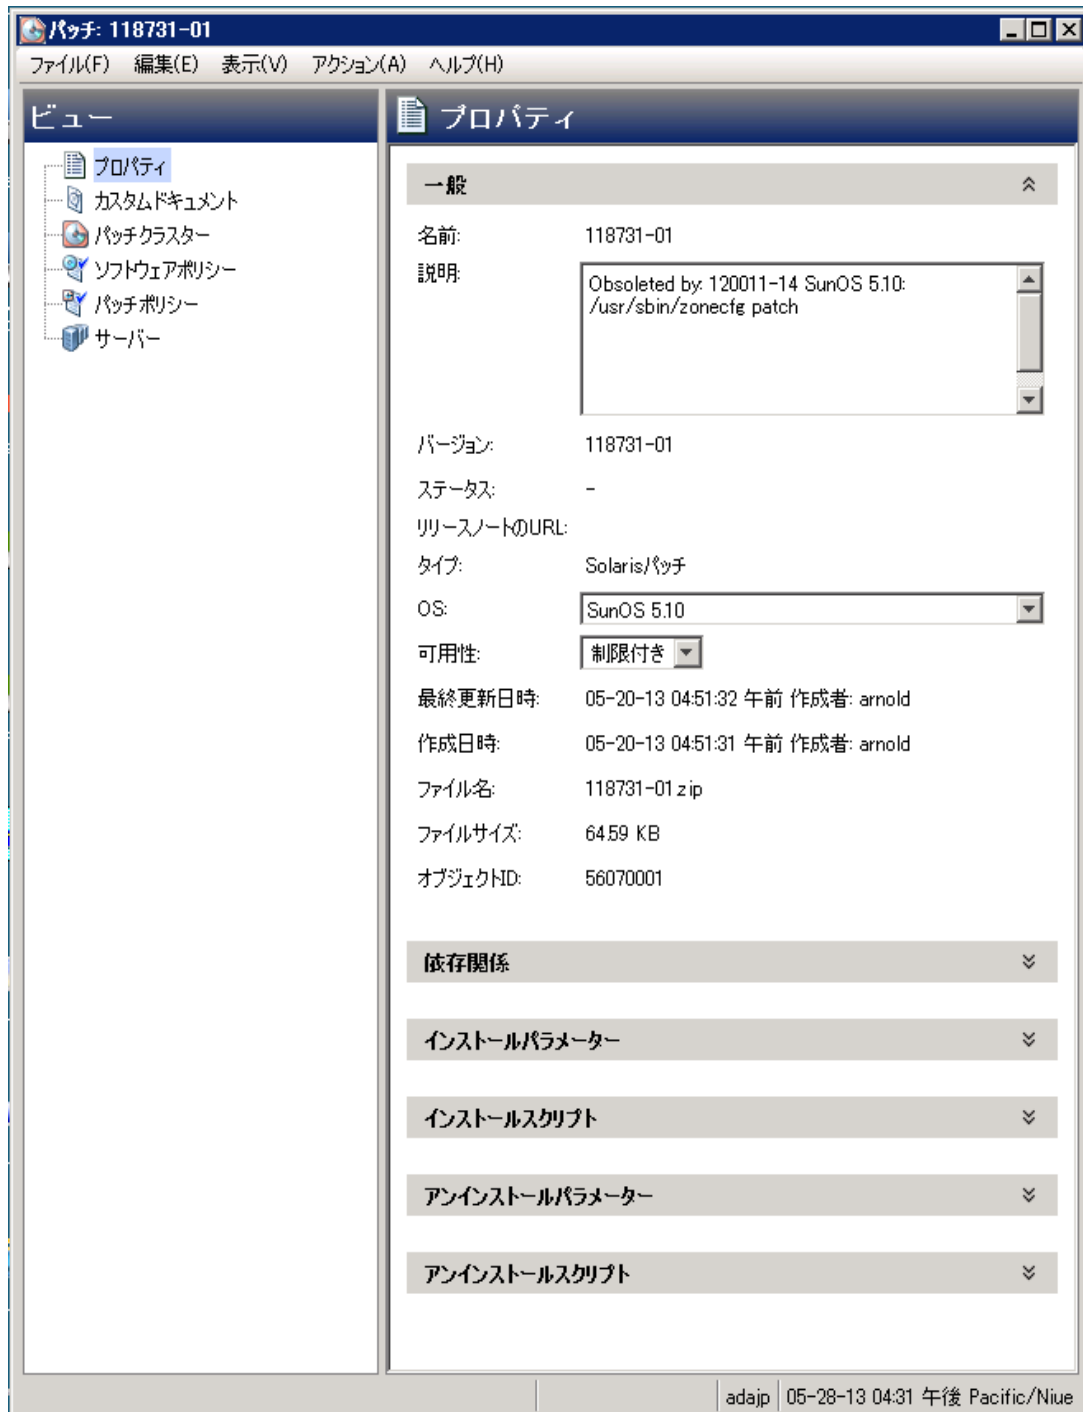 パッチ: 118731-01
ファイル(F) 編集(E) 表示(V) アクション(A) ヘルプ(H)
ビュー
プロパティ
カスタムドキュメント
パッチクラスター
ソフトウェアポリシー
パッチポリシー
サーバー
プロパティ
一般
名前: 118731-01
説明: Obsoleted by: 120011-14 SunOS 5.10:
/usr/sbin/zonecfg patch
バージョン: 118731-01
ステータス: -
リリースノートのURL:
タイプ: Solarisパッチ
OS: SunOS 5.10
可用性: 制限付き
最終更新日時: 05-20-13 04:51:32 午前 作成者: arnold
作成日時: 05-20-13 04:51:31 午前 作成者: arnold
ファイル名: 118731-01.zip
ファイルサイズ: 64.59 KB
オブジェクトID: 56070001
依存関係
インストールパラメーター
インストールスクリプト
アンインストールパラメーター
アンインストールスクリプト
adajp 05-28-13 04:31 午後 Pacific/Niue